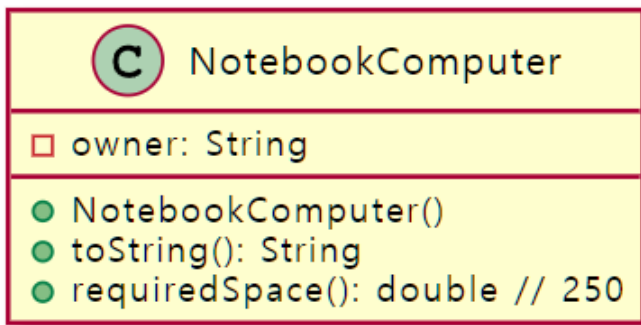 C NotebookComputer
owner: String
NotebookComputer()
toString(): String
requiredSpace(): double // 250